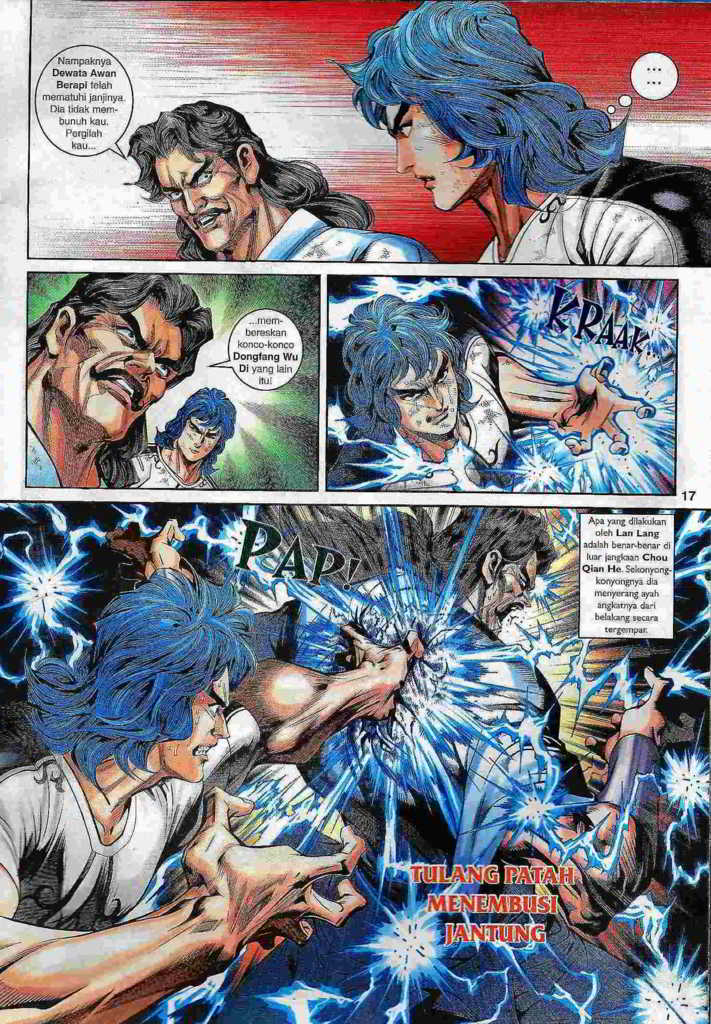 Nampaknya
Dewata Awan
Berapi telah
mematuhi janjinya.
Dia tidak mem-
bunuh kau.
Pergilah
kau...
... ...
...mem-
bereskan
konco-konco
Dongfang Wu
Di yang lain
itu!
KRAAK..
17
PAP!
Apa yang dilakukan
oleh Lan Lang
adalah benar-benar di
luar jangkaan Chou
Qian He. Sekonyong-
konyongnya dia
menyerang ayah
angkatnya dari
belakang secara
tergempar.
TULANG PATAH
MENEMBUSI
JANTUNG